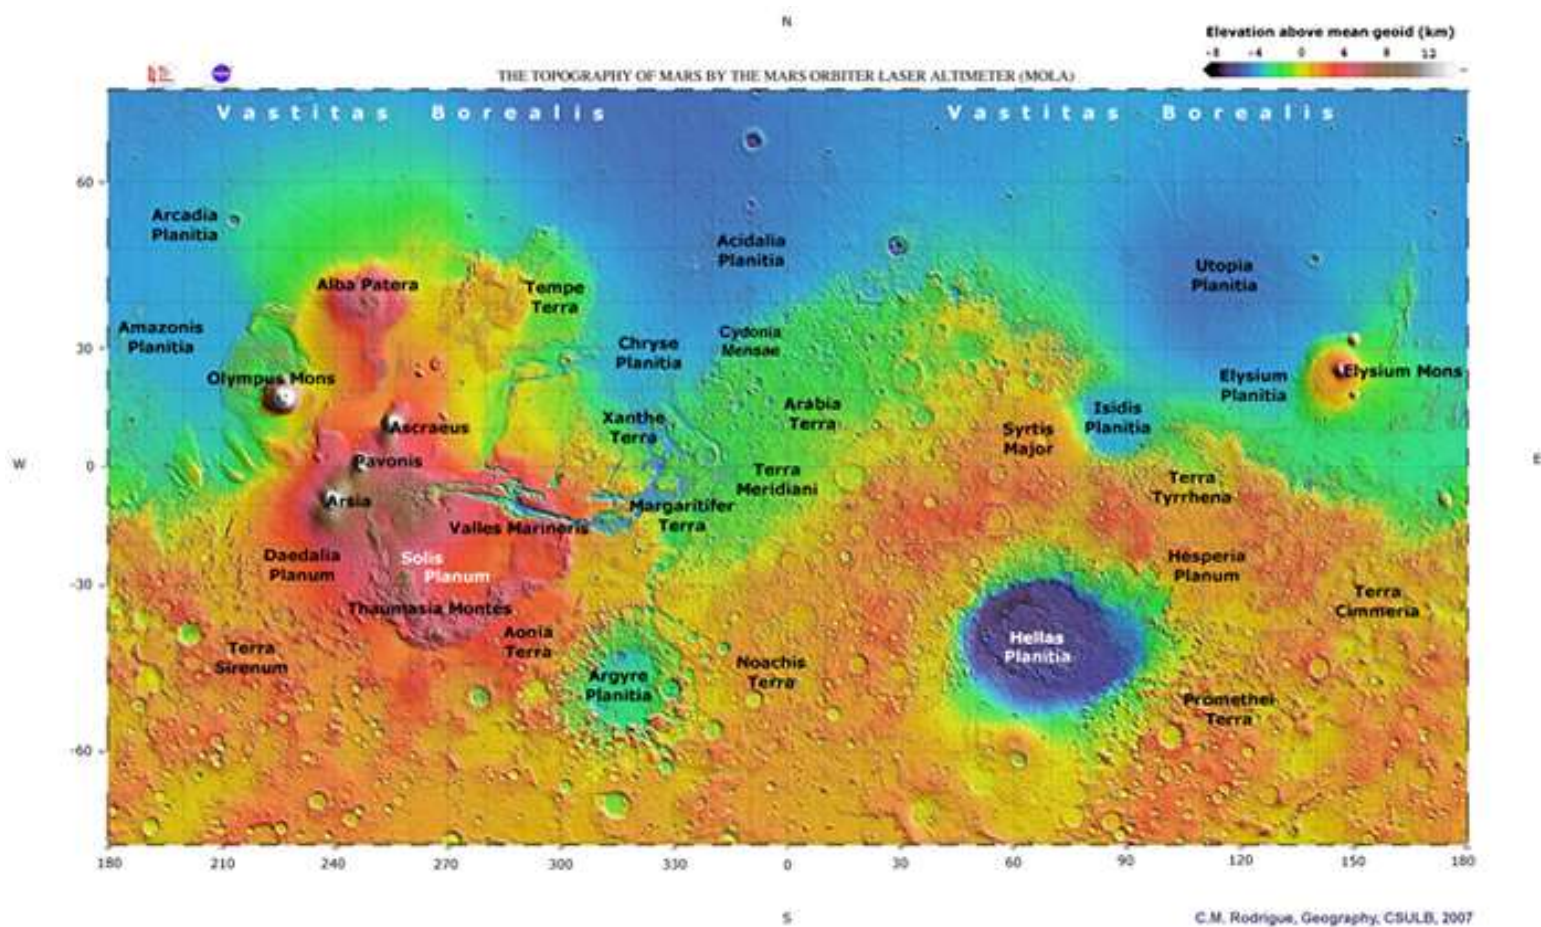 N
Elevation above mean geoid (km)
-8 -4 0 4 8 12
THE TOPOGRAPHY OF MARS BY THE MARS ORBITER LASER ALTIMETER (MOLA)
Vastitas Borealis
Vastitas Borealis
60
Arcadia
Planitia
Acidalia
Planitia
Utopia
Planitia
Alba Patera
Tempe
Terra
Amazonis
Planitia
30
Chryse
Planitia
Cydonia
Mensae
Olympus Mons
Elysium
Planitia
Elysium Mons
Xanthe
Terra
Arabia
Terra
Isidis
Planitia
Ascraeus
Syrtis
Major
W
0
Pavonis
Terra
Meridiani
E
Arsia
Terra
Tyrrhena
Valles Marineris
Margaritifer
Terra
Daedalia
Planum
Solis
Planum
Hesperia
Planum
-30
Thaumasia Montes
Terra
Cimmeria
Aonia
Terra
Terra
Sirenum
Hellas
Planitia
Argyre
Planitia
Noachis
Terra
Promethei
Terra
-60
180 210 240 270 300 330 0 30 60 90 120 150 180
S
C.M. Rodrigue, Geography, CSULB, 2007